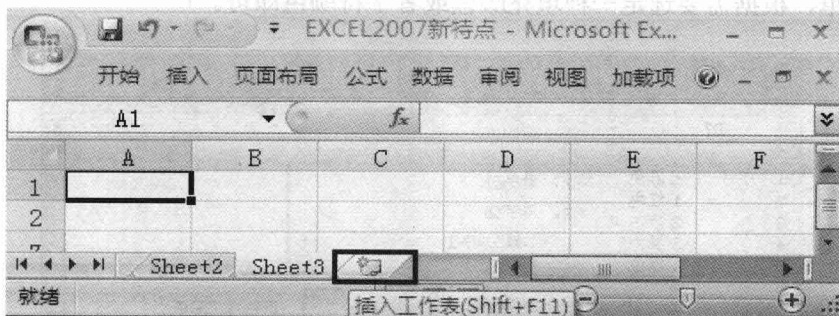 EXCEL2007新特点 - Microsoft Ex...
开始 插入 页面布局 公式 数据 审阅 视图 加载项
A1 fx
A B C D E F
1
2
Sheet2 Sheet3
就绪 插入工作表(Shift+F11)